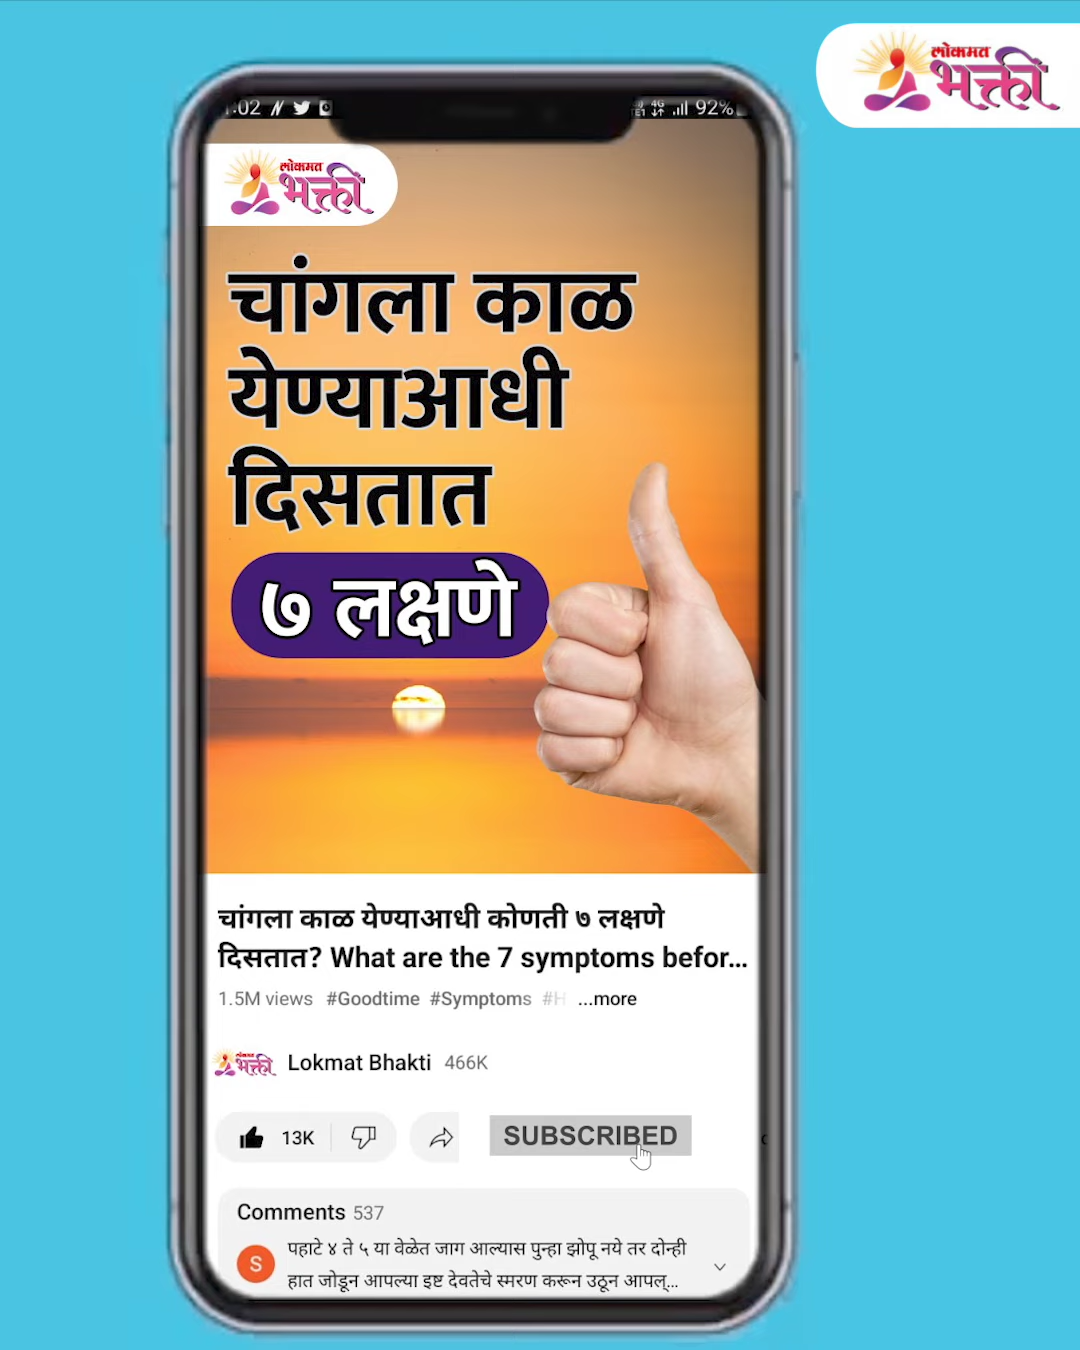 लोकमत
भक्ती
:02
4G
92%
लोकमत
भक्ती
चांगला काळ
येण्याआधी
दिसतात
७ लक्षणे
चांगला काळ येण्याआधी कोणती ७ लक्षणे
दिसतात? What are the 7 symptoms befor...
1.5M views #Goodtime #Symptoms #H ...more
भक्ती Lokmat Bhakti 466K
13K
SUBSCRIBED
Comments 537
S
पहाटे ४ ते ५ या वेळेत जाग आल्यास पुन्हा झोपू नये तर दोन्ही
हात जोडून आपल्या इष्ट देवतेचे स्मरण करून उठून आपल्...